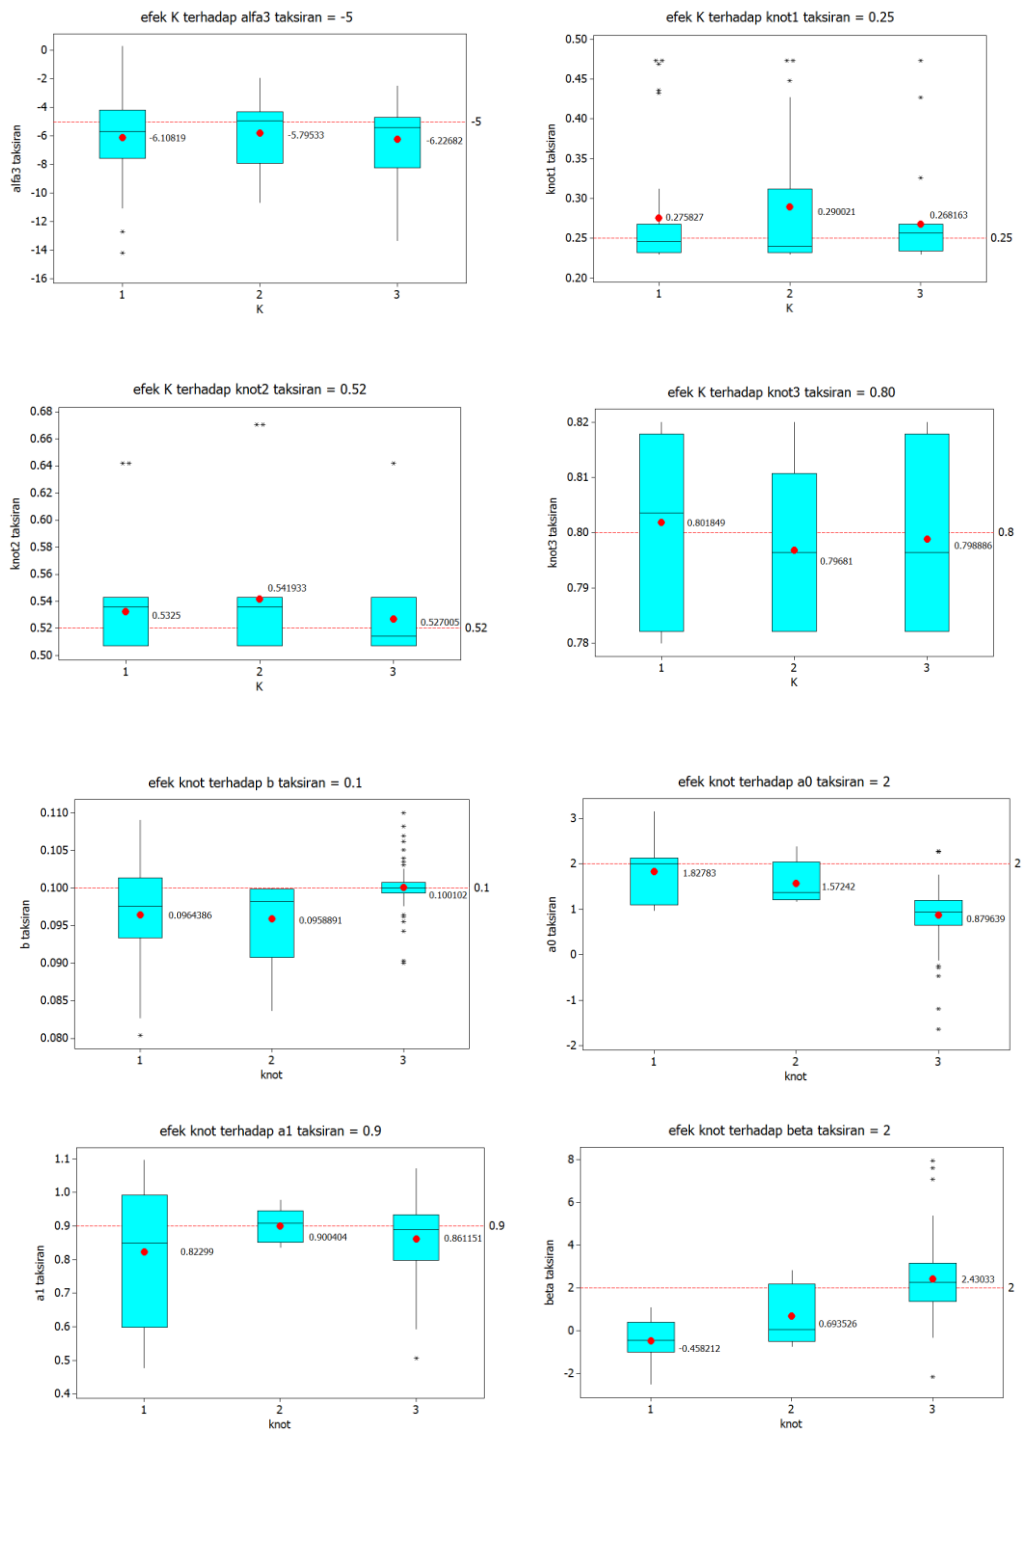 efek K terhadap alfa3 taksiran = -5
alfa3 taksiran
0
-2
-4
-6
-8
-10
-12
-14
-16
-6.10819
-5.79533
-6.22682
-5
1 2 3
K
efek K terhadap knot1 taksiran = 0.25
knot1 taksiran
0.50
0.45
0.40
0.35
0.30
0.25
0.20
0.275827
0.290021
0.268163
0.25
1 2 3
K
efek K terhadap knot2 taksiran = 0.52
knot2 taksiran
0.68
0.66
0.64
0.62
0.60
0.58
0.56
0.54
0.52
0.50
0.5325
0.541933
0.527005
0.52
1 2 3
K
efek K terhadap knot3 taksiran = 0.80
knot3 taksiran
0.82
0.81
0.80
0.79
0.78
0.801849
0.79681
0.798886
0.8
1 2 3
K
efek knot terhadap b taksiran = 0.1
b taksiran
0.110
0.105
0.100
0.095
0.090
0.085
0.080
0.0964386
0.0958891
0.100102
0.1
1 2 3
knot
efek knot terhadap a0 taksiran = 2
a0 taksiran
3
2
1
0
-1
-2
1.82783
1.57242
0.879639
2
1 2 3
knot
efek knot terhadap a1 taksiran = 0.9
a1 taksiran
1.1
1.0
0.9
0.8
0.7
0.6
0.5
0.4
0.82299
0.900404
0.861151
0.9
1 2 3
knot
efek knot terhadap beta taksiran = 2
beta taksiran
8
6
4
2
0
-2
-0.458212
0.693526
2.43033
2
1 2 3
knot